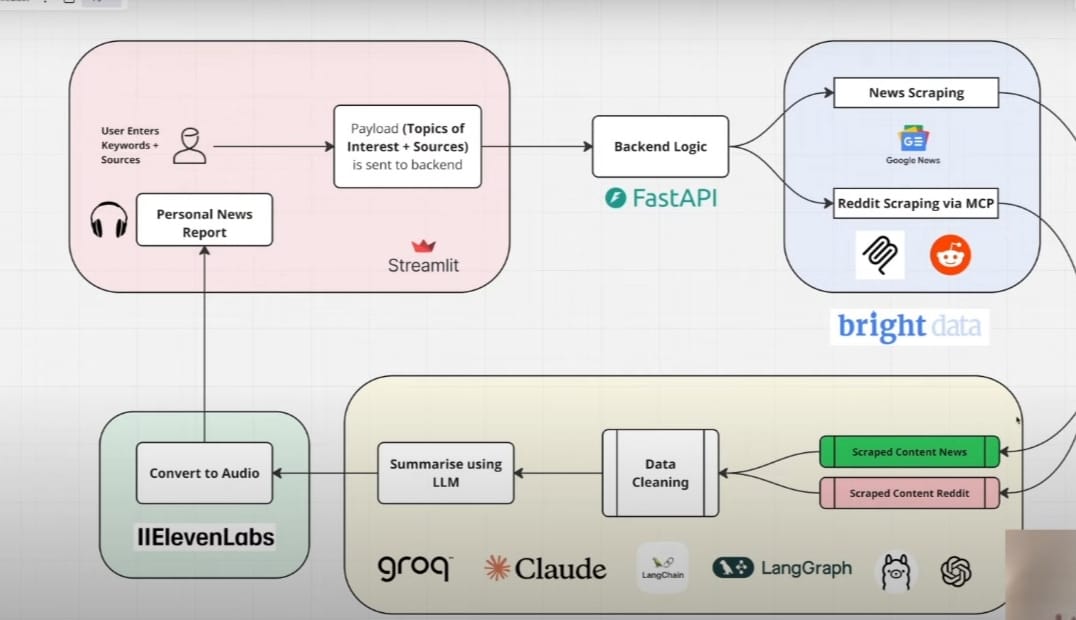 User Enters
Keywords +
Sources
Payload (Topics of
Interest + Sources)
is sent to backend
Personal News
Report
Streamlit
Backend Logic
FastAPI
News Scraping
GE
Google News
Reddit Scraping via MCP
bright data
Convert to Audio
IIElevenLabs
Summarise using
LLM
Data
Cleaning
Scraped Content News
Scraped Content Reddit
groq™
Claude
LangChain
LangGraph